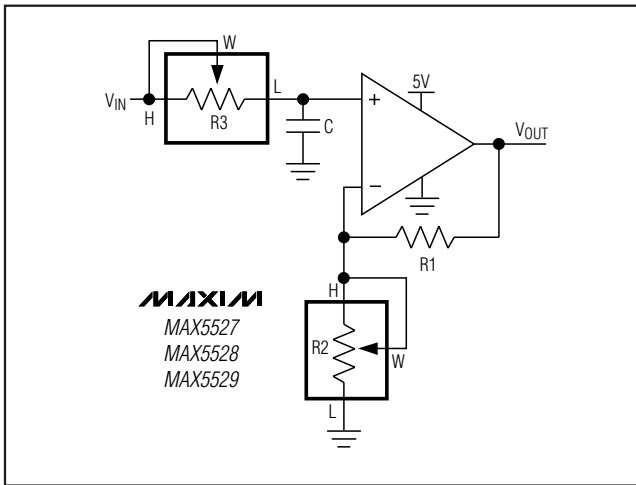 W
5V
V_IN
H
L
R3
C
+
−
V_OUT
R1
MAXIM
MAX5527
MAX5528
MAX5529
H
R2
W
L